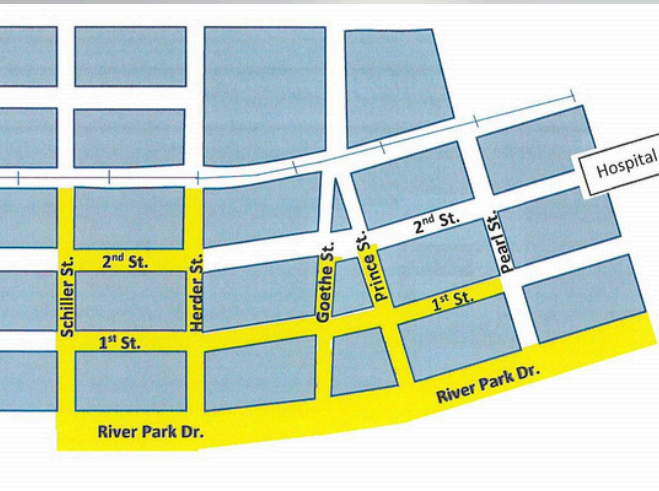 Hospital
2nd St.
Pearl St.
Prince St.
Goethe St.
2nd St.
Herder St.
Schiller St.
1st St.
1st St.
River Park Dr.
River Park Dr.